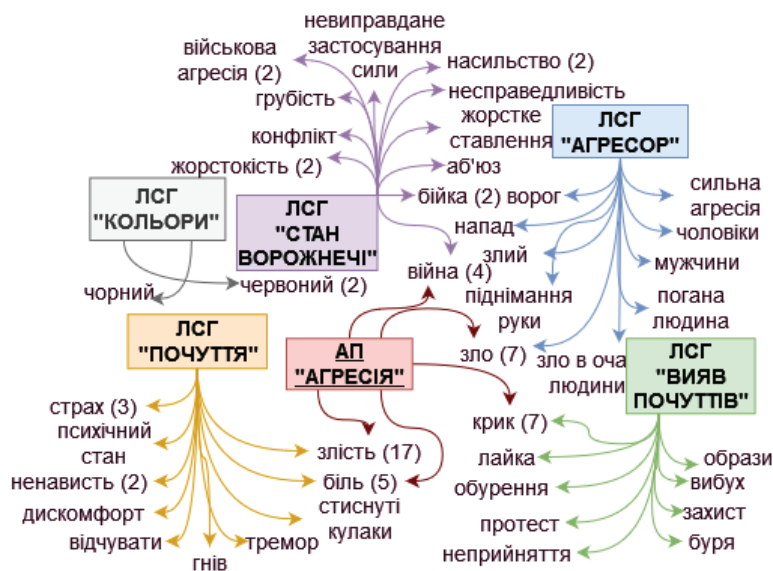 невиправдане
застосування
сили
військова
агресія (2)
грубість
конфлікт
жорстокість (2)
насильство (2)
несправедливість
жорстке
ставлення
аб'юз
бійка (2)
ЛСГ
"АГРЕСОР"
ворог
напад
злий
піднімання
руки
сильна
агресія
чоловіки
мужчини
погана
людина
зло в оча
людини
ЛСГ
"КОЛЬОРИ"
чорний
червоний (2)
ЛСГ
"СТАН
ВОРОЖНЕЧІ"
війна (4)
зло (7)
ЛСГ
"ПОЧУТТЯ"
АП
"АГРЕСІЯ"
ЛСГ
"ВИЯВ
ПОЧУТТІВ"
страх (3)
психічний
стан
ненависть (2)
дискомфорт
відчувати
гнів
тремор
злість (17)
біль (5)
стиснуті
кулаки
крик (7)
лайка
обурення
протест
неприйняття
образи
вибух
захист
буря